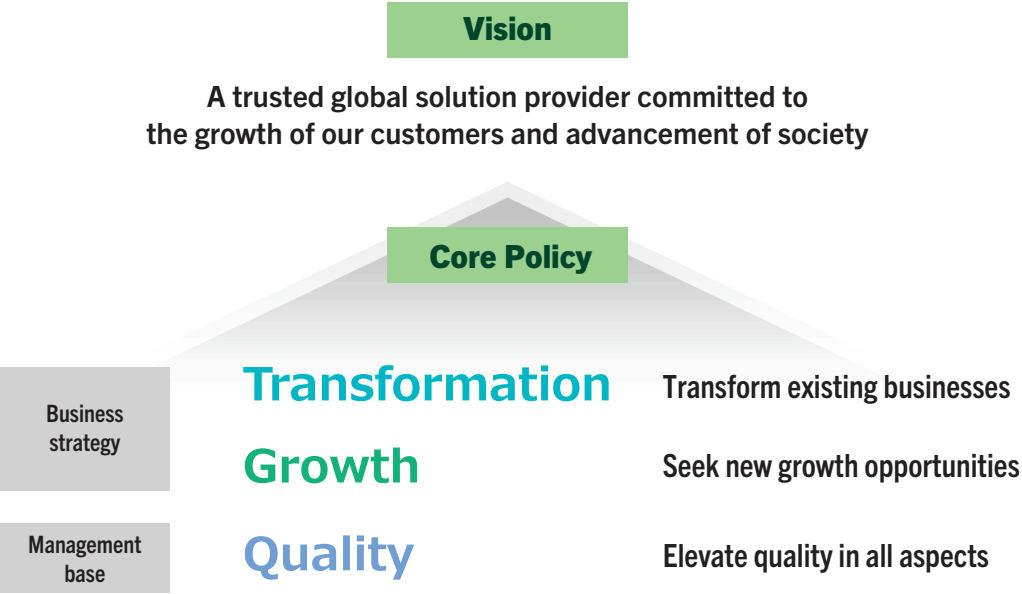 Vision
A trusted global solution provider committed to
the growth of our customers and advancement of society
Core Policy
Business
strategy
Transformation
Transform existing businesses
Growth
Seek new growth opportunities
Management
base
Quality
Elevate quality in all aspects